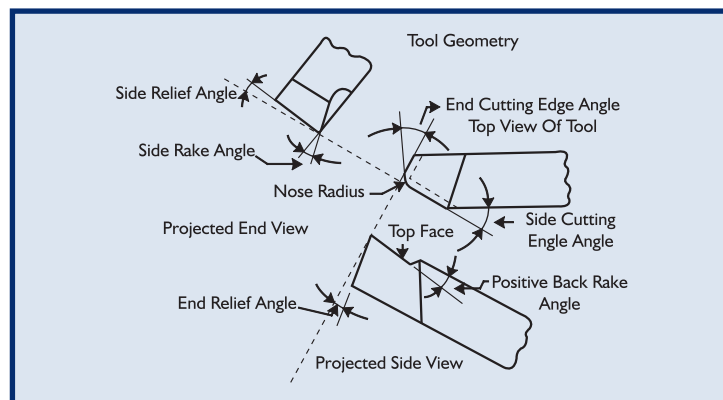 Tool Geometry
Side Relief Angle
End Cutting Edge Angle
Top View Of Tool
Side Rake Angle
Nose Radius
Projected End View
Top Face
Side Cutting
Engle Angle
Positive Back Rake
Angle
End Relief Angle
Projected Side View